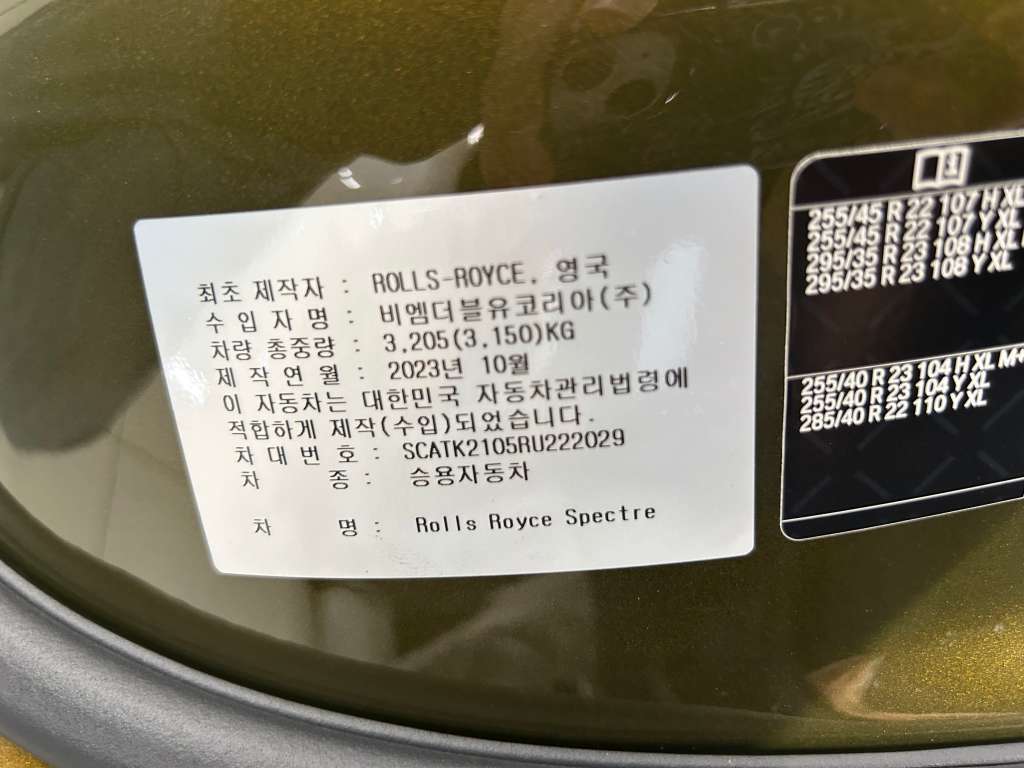 최초 제작자 : ROLLS-ROYCE, 영국
수 입 자 명 : 비엠더블유코리아(주)
차량 총중량 : 3,205(3,150)KG
제 작 연 월 : 2023년 10월
이 자동차는 대한민국 자동차관리법령에
적합하게 제작(수입)되었습니다.
차 대 번 호 : SCATK2105RU222029
차 종 : 승용자동차
차 명 : Rolls Royce Spectre
255/45 R 22 107 H XL
255/45 R 22 107 Y XL
295/35 R 23 108 H XL
295/35 R 23 108 Y XL
255/40 R 23 104 H XL M+
255/40 R 23 104 Y XL
285/40 R 22 110 Y XL